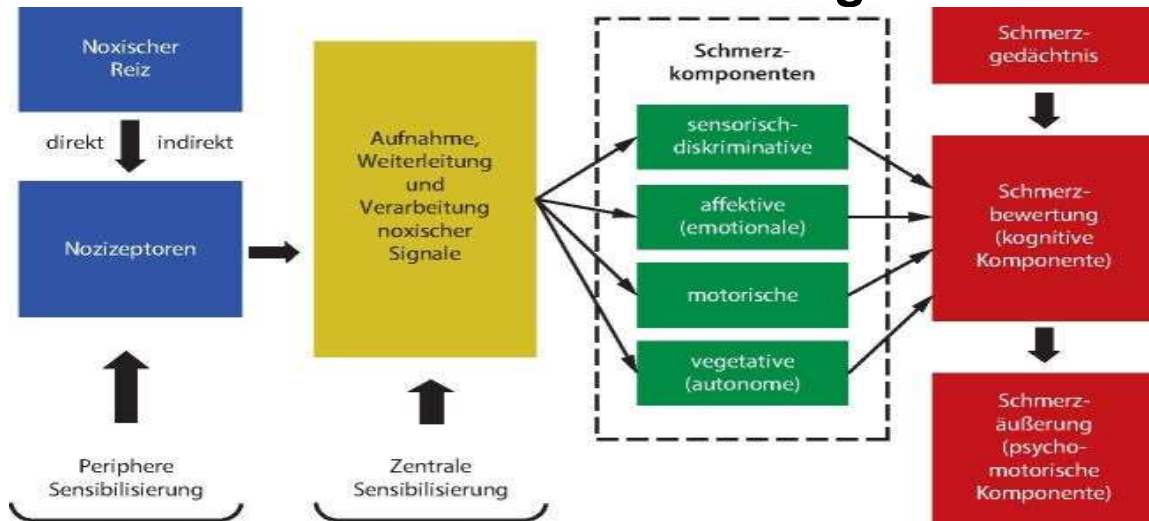 Noxischer
Reiz
direkt
indirekt
Nozizeptoren
Periphere
Sensibilisierung
Aufnahme,
Weiterleitung
und
Verarbeitung
noxischer
Signale
Zentrale
Sensibilisierung
Schmerz-
komponenten
sensorisch-
diskriminative
affektive
(emotionale)
motorische
vegetative
(autonome)
Schmerz-
gedächtnis
Schmerz-
bewertung
(kognitive
Komponente)
Schmerz-
äußerung
(psycho-
motorische
Komponente)